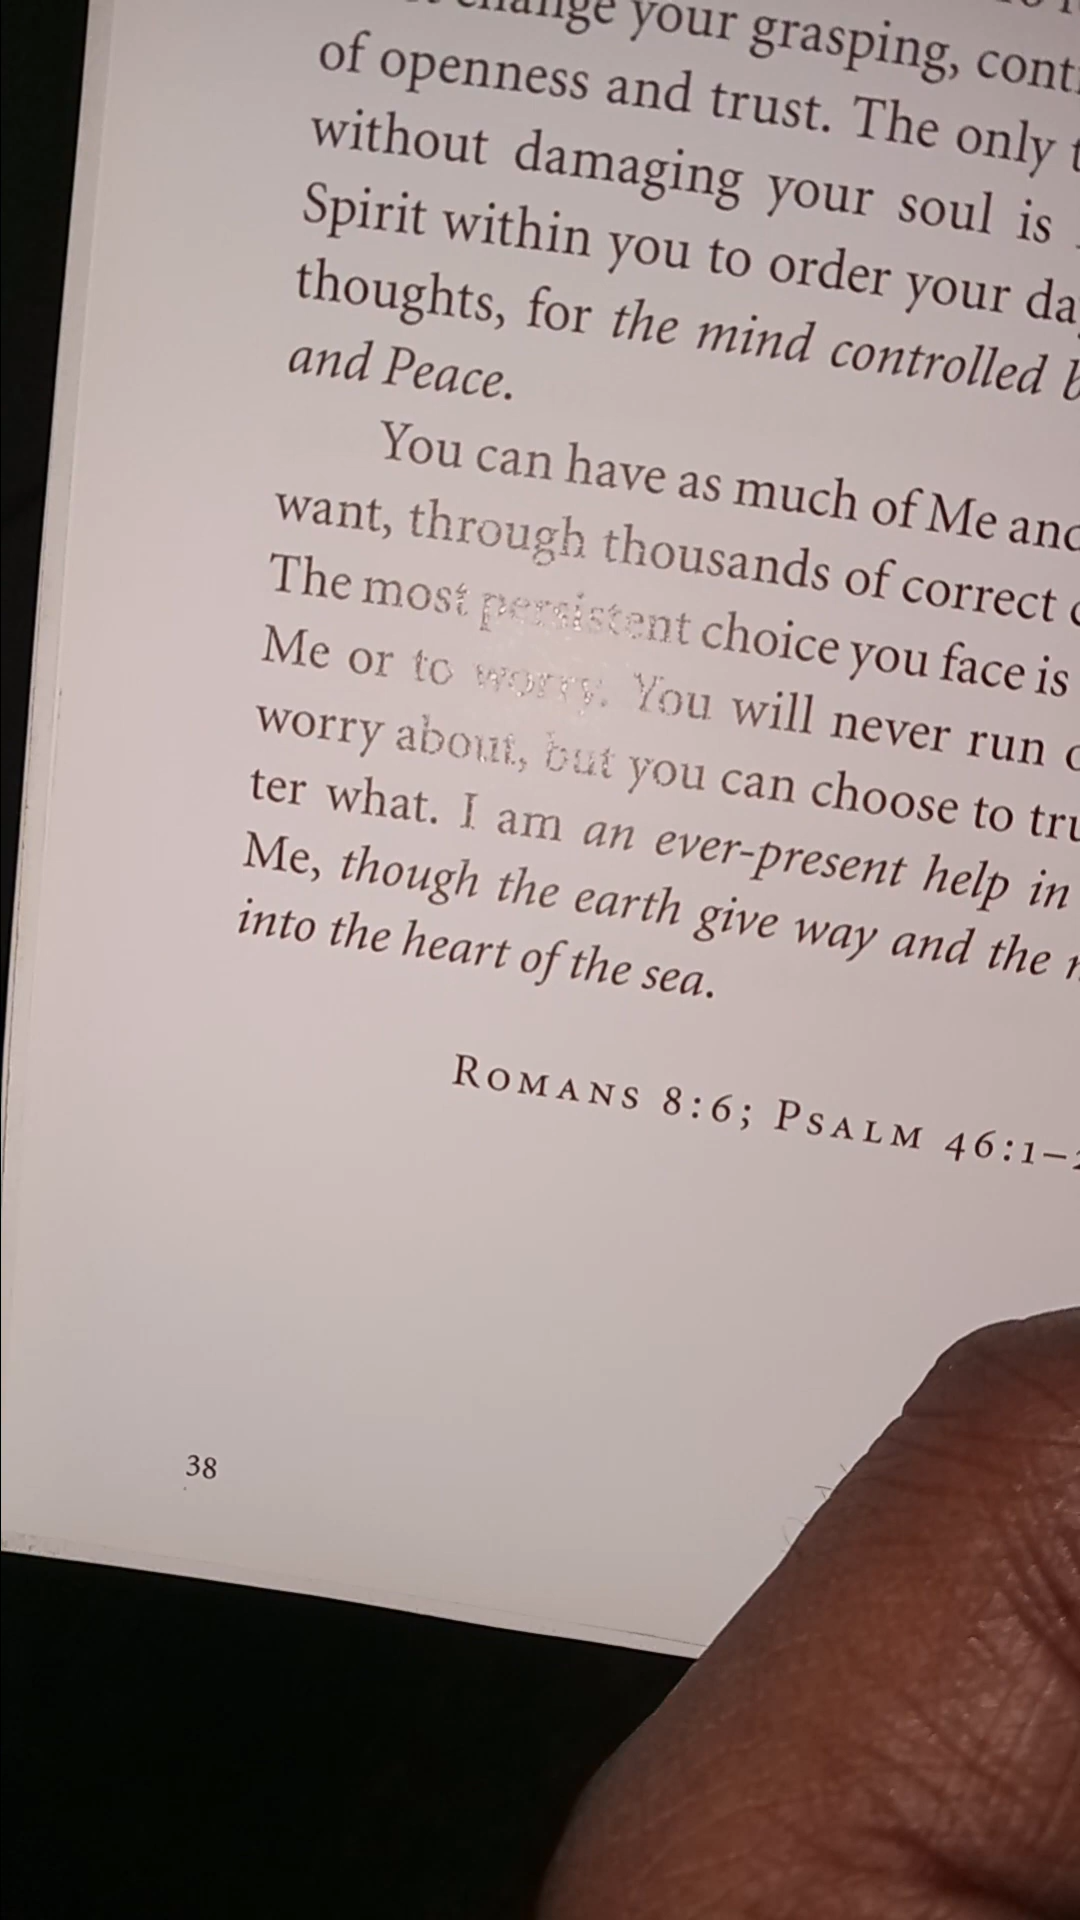 change your grasping,
of openness and trust. The only
without damaging your soul is
Spirit within you to order your
thoughts, for the mind controlled
and Peace.
You can have as much of Me
want, through thousands of correct
The most persistent choice you face is
Me or to worry. You will never run
worry about, but you can choose to
ter what. I am an ever-present help in
Me, though the earth give way and the
into the heart of the sea.
ROMANS 8:6; PSALM 46:1–
38